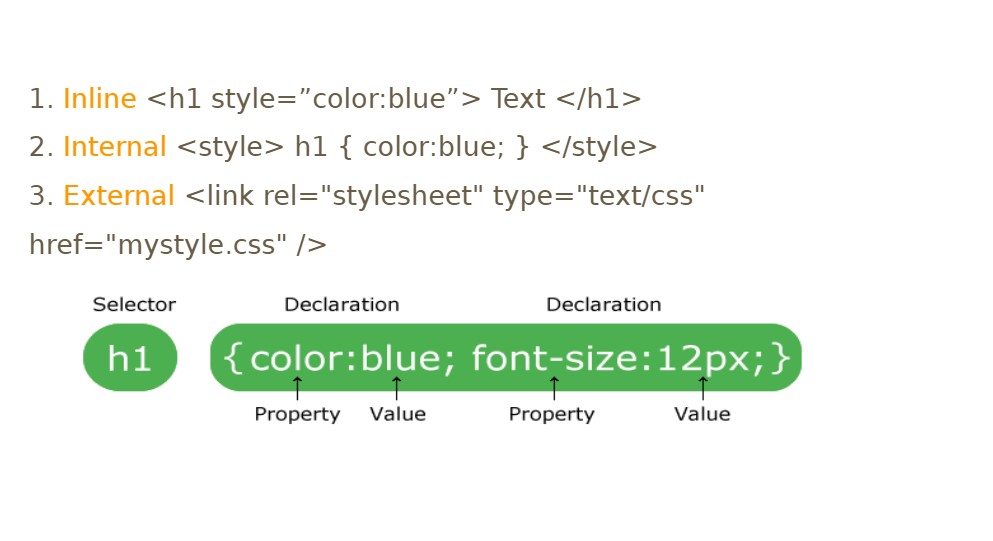 1. Inline <h1 style=”color:blue”> Text </h1>
2. Internal <style> h1 { color:blue; } </style>
3. External <link rel="stylesheet" type="text/css"
href="mystyle.css" />
Selector Declaration Declaration
h1 {color:blue; font-size:12px;}
Property Value Property Value